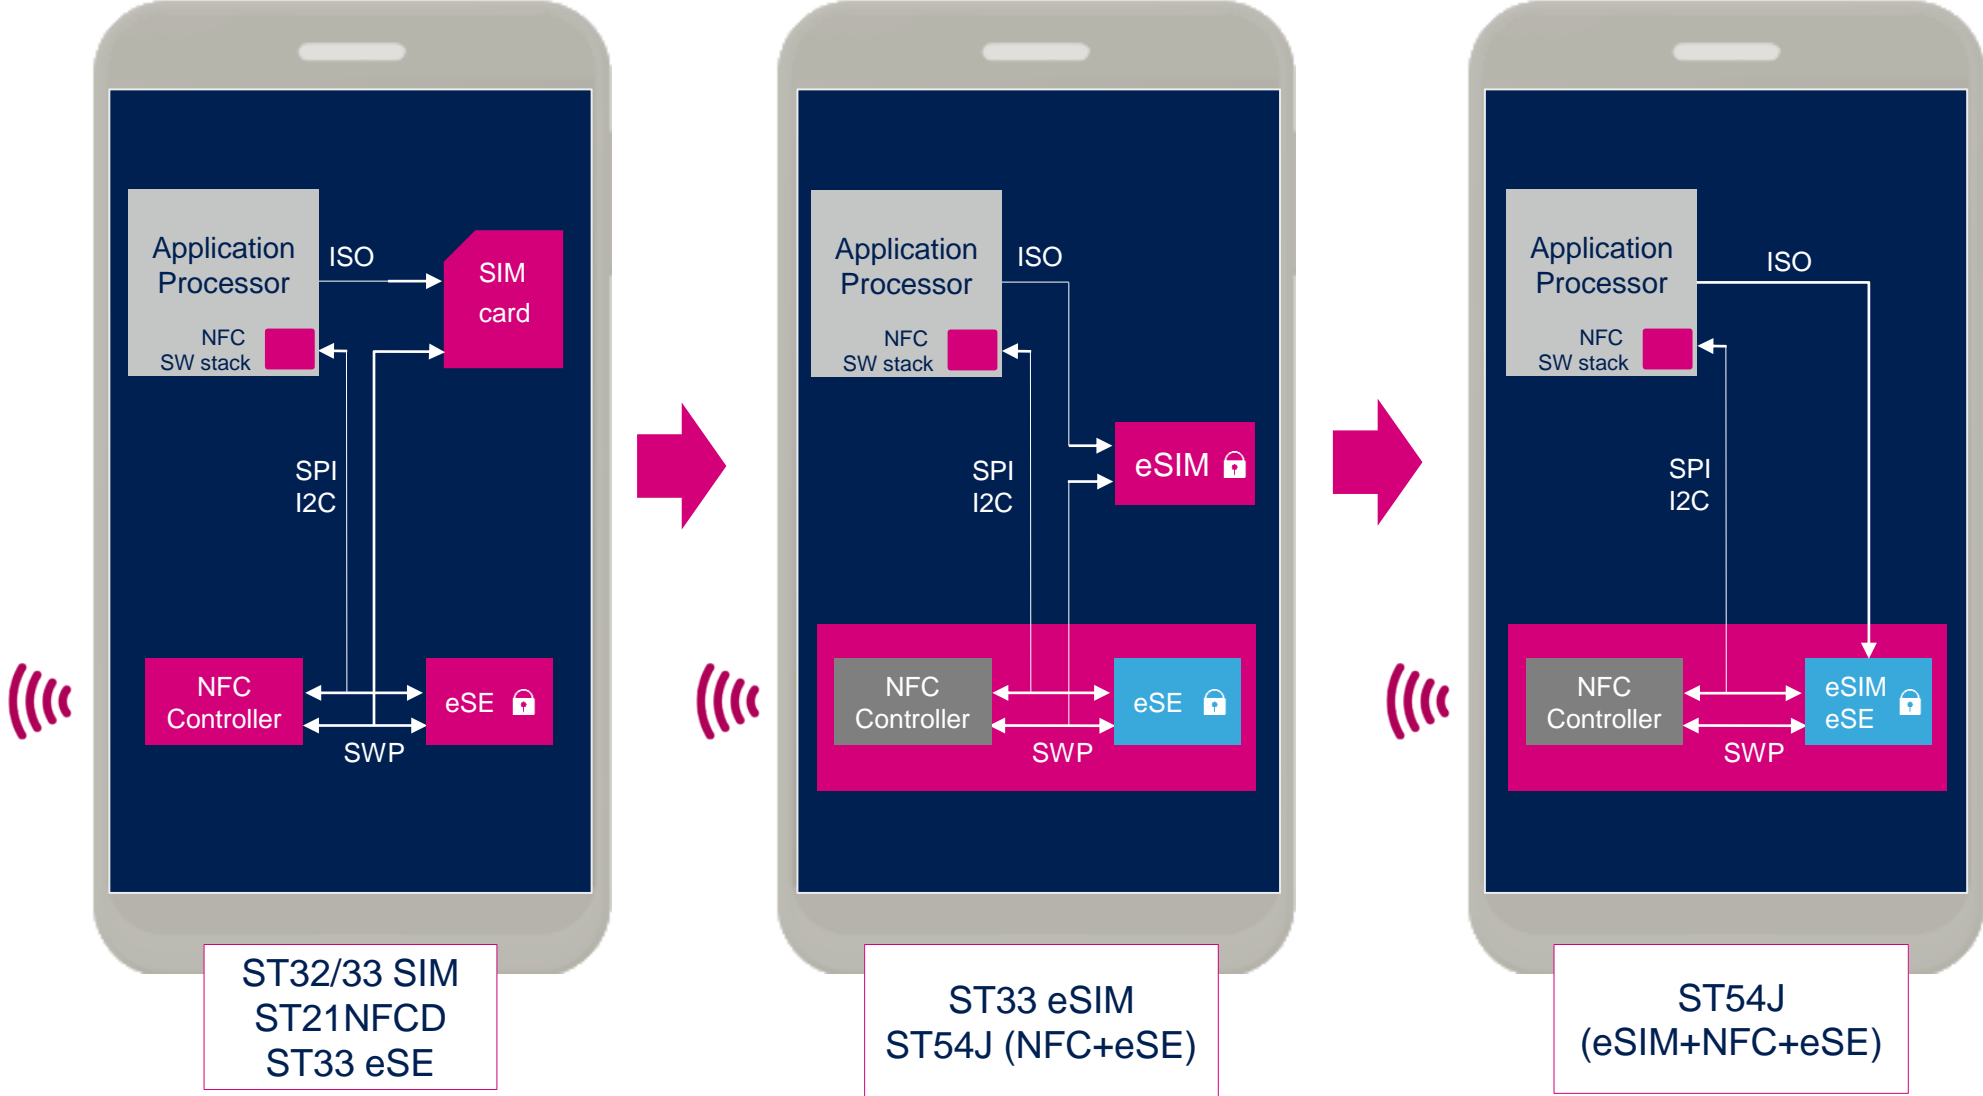 Application
Processor
ISO
SIM
card
NFC
SW stack
SPI
I2C
NFC
Controller
eSE
SWP
ST32/33 SIM
ST21NFCD
ST33 eSE
Application
Processor
ISO
NFC
SW stack
eSIM
SPI
I2C
NFC
Controller
eSE
SWP
ST33 eSIM
ST54J (NFC+eSE)
Application
Processor
ISO
NFC
SW stack
SPI
I2C
NFC
Controller
eSIM
eSE
SWP
ST54J
(eSIM+NFC+eSE)